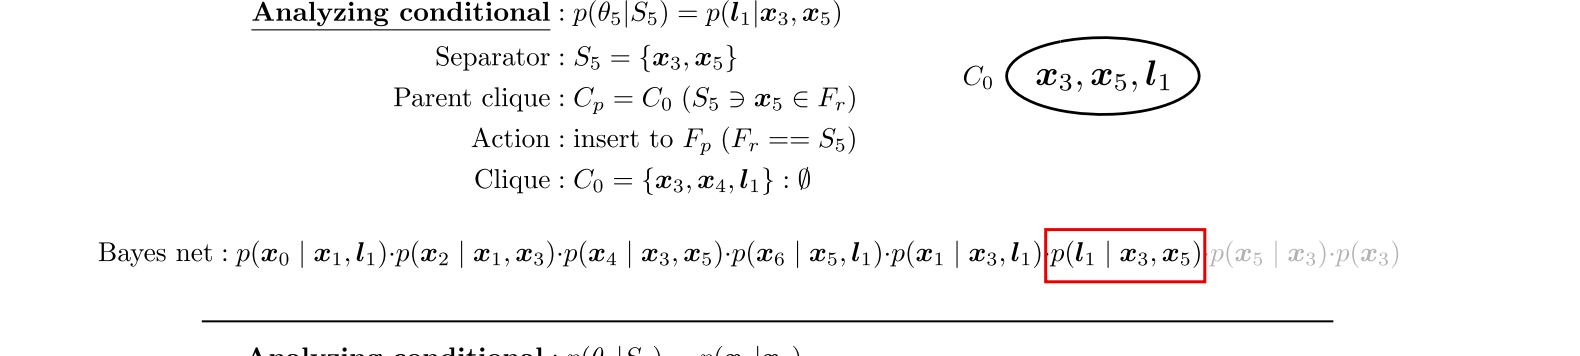 Analyzing conditional : p(θ₅|S₅) = p(l₁|x₃, x₅)
Separator : S₅ = {x₃, x₅}
Parent clique : Cₚ = C₀ (S₅ ∋ x₅ ∈ Fᵣ)
Action : insert to Fₚ (Fᵣ == S₅)
Clique : C₀ = {x₃, x₄, l₁} : ∅
C₀ x₃, x₅, l₁
Bayes net : p(x₀ | x₁, l₁)·p(x₂ | x₁, x₃)·p(x₄ | x₃, x₅)·p(x₆ | x₅, l₁)·p(x₁ | x₃, l₁)·p(l₁ | x₃, x₅)·p(x₅ | x₃)·p(x₃)
Analyzing conditional :